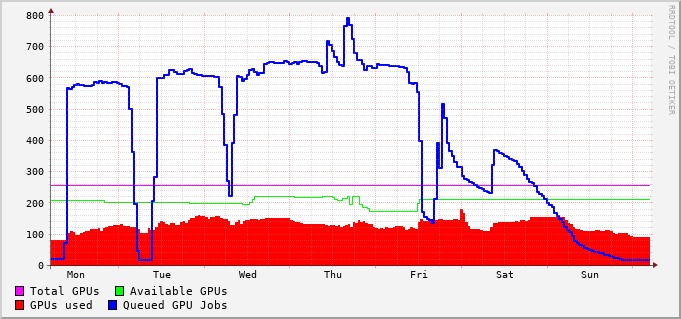 800
700
600
500
400
300
200
100
0
Mon Tue Wed Thu Fri Sat Sun
Total GPUs Available GPUs
GPUs used Queued GPU Jobs
RRDTOOL / TOBI OETIKER